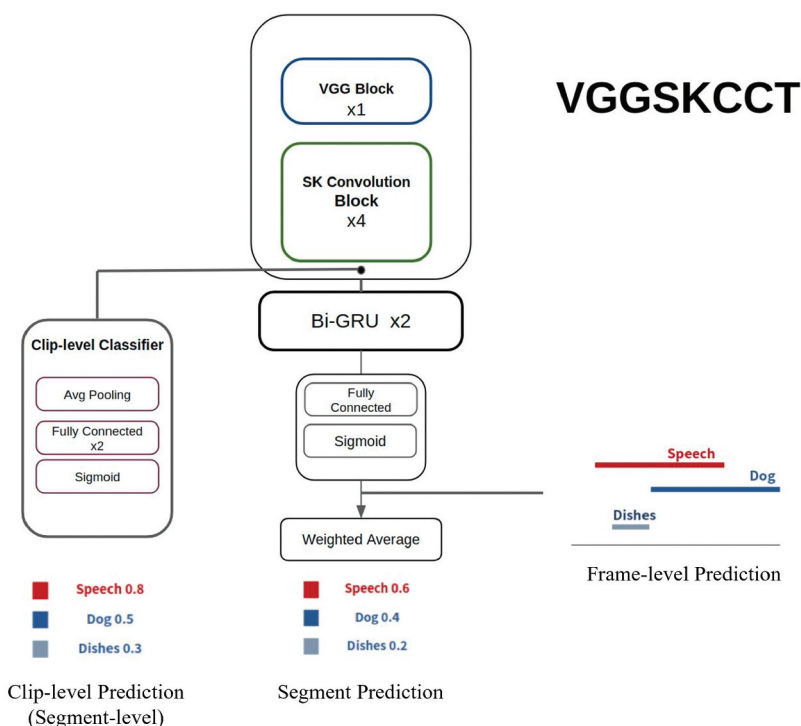 VGGSKCCT
VGG Block
x1
SK Convolution
Block
x4
Bi-GRU x2
Clip-level Classifier
Avg Pooling
Fully Connected
x2
Sigmoid
Fully
Connected
Sigmoid
Weighted Average
Speech
Dog
Dishes
Frame-level Prediction
Speech 0.8
Dog 0.5
Dishes 0.3
Clip-level Prediction
(Segment-level)
Speech 0.6
Dog 0.4
Dishes 0.2
Segment Prediction